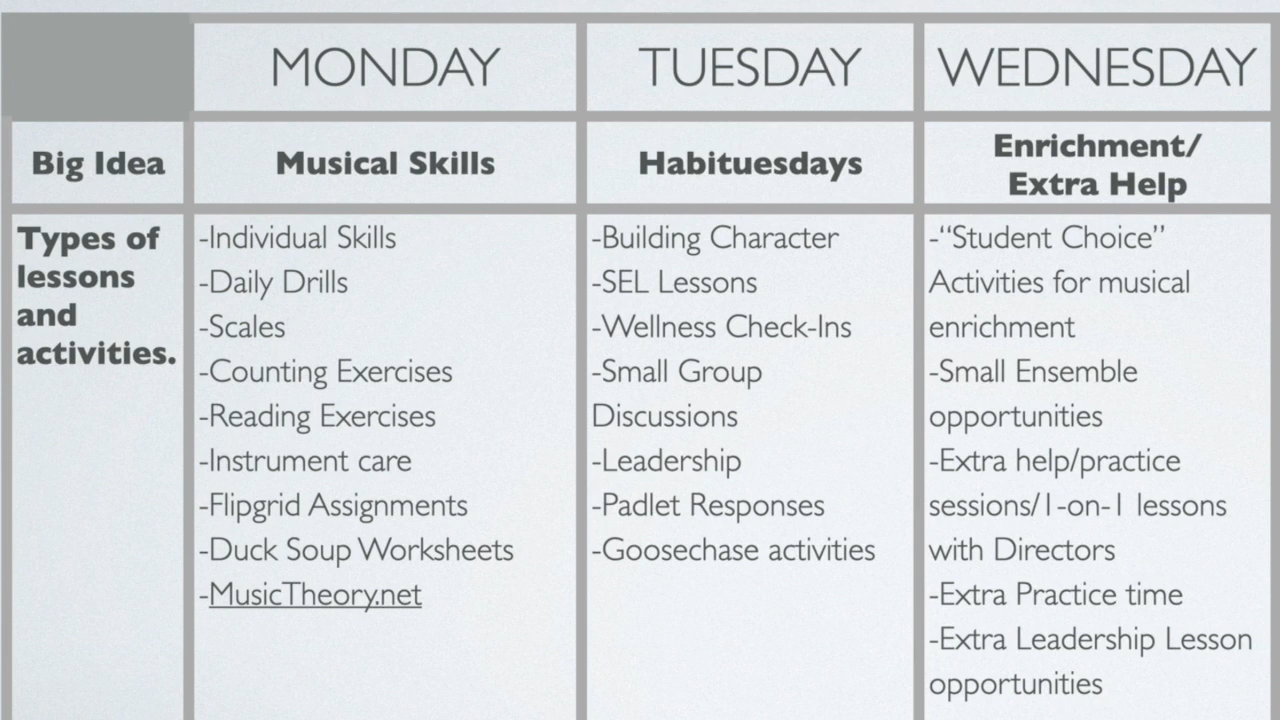 MONDAY
TUESDAY
WEDNESDAY
Big Idea
Musical Skills
Habituesdays
Enrichment/
Extra Help
Types of
lessons
and
activities.
-Individual Skills
-Daily Drills
-Scales
-Counting Exercises
-Reading Exercises
-Instrument care
-Flipgrid Assignments
-Duck Soup Worksheets
-MusicTheory.net
-Building Character
-SEL Lessons
-Wellness Check-Ins
-Small Group
Discussions
-Leadership
-Padlet Responses
-Goosechase activities
-“Student Choice”
Activities for musical
enrichment
-Small Ensemble
opportunities
-Extra help/practice
sessions/1-on-1 lessons
with Directors
-Extra Practice time
-Extra Leadership Lesson
opportunities